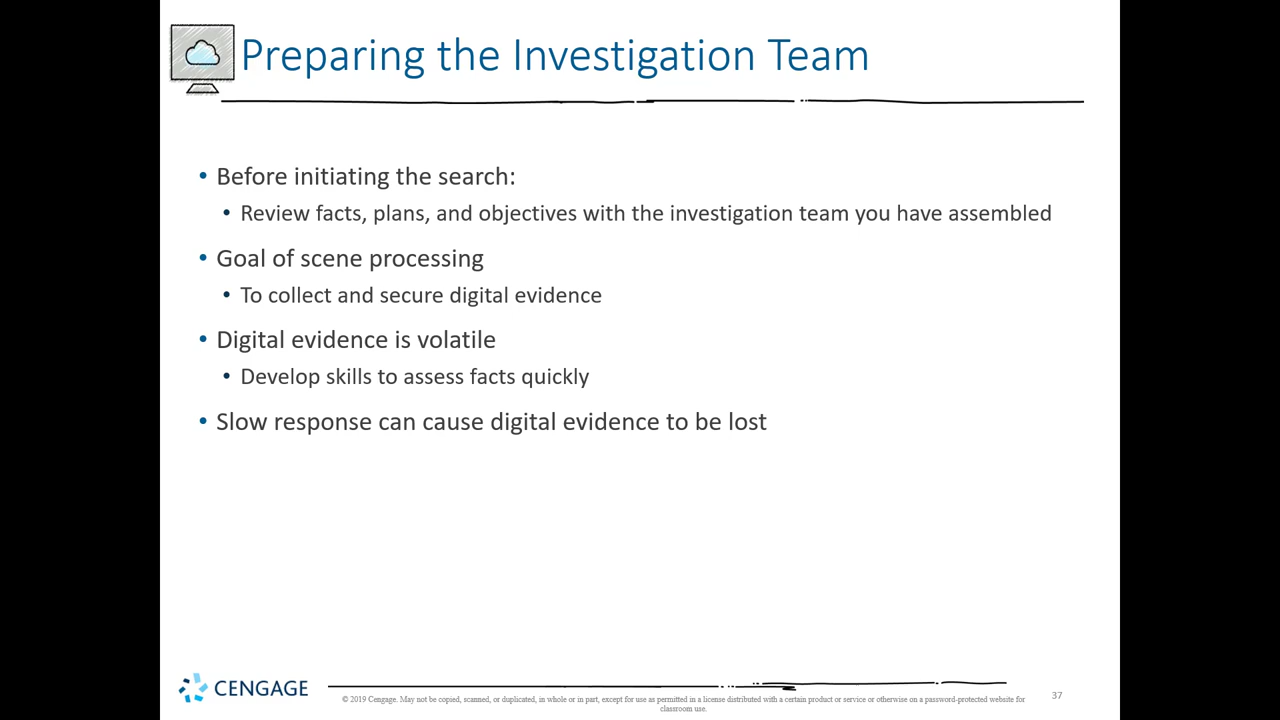 Preparing the Investigation Team
• Before initiating the search:
• Review facts, plans, and objectives with the investigation team you have assembled
• Goal of scene processing
• To collect and secure digital evidence
• Digital evidence is volatile
• Develop skills to assess facts quickly
• Slow response can cause digital evidence to be lost
CENGAGE
© 2019 Cengage. May not be copied, scanned, or duplicated, in whole or in part, except for use as permitted in a license distributed with a certain product or service or otherwise on a password-protected website for
classroom use.
37